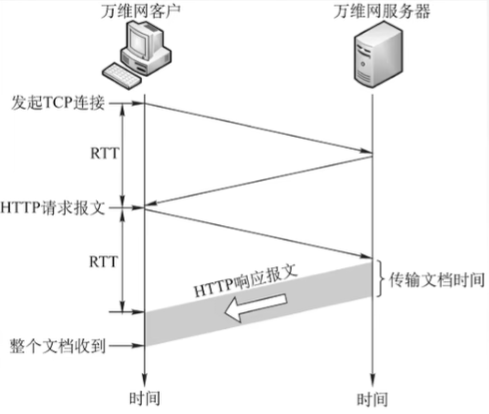 万维网客户
万维网服务器
发起TCP连接
RTT
HTTP请求报文
RTT
HTTP响应报文
传输文档时间
整个文档收到
时间
时间